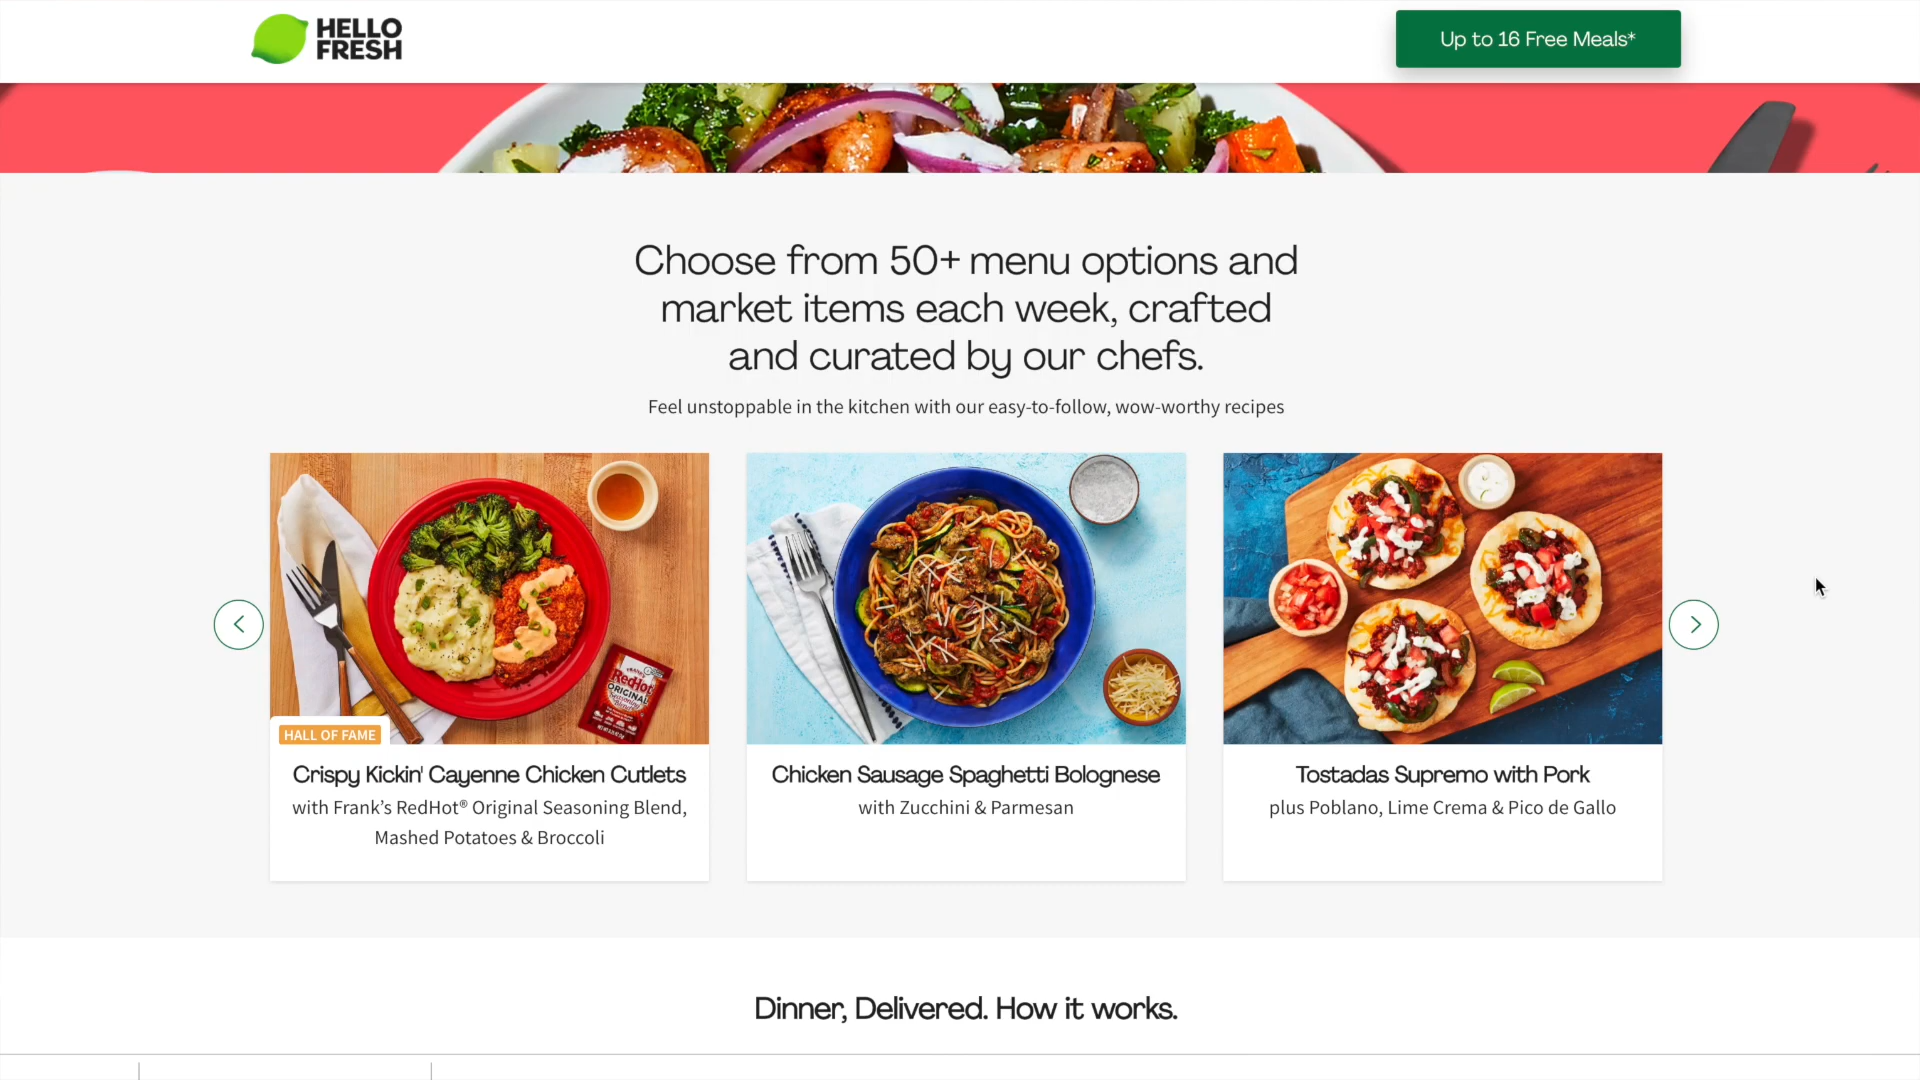 HELLO
FRESH
Up to 16 Free Meals*
Choose from 50+ menu options and
market items each week, crafted
and curated by our chefs.
Feel unstoppable in the kitchen with our easy-to-follow, wow-worthy recipes
FRANK'S
RedHot
ORIGINAL
HALL OF FAME
Crispy Kickin' Cayenne Chicken Cutlets
with Frank’s RedHot® Original Seasoning Blend,
Mashed Potatoes & Broccoli
Chicken Sausage Spaghetti Bolognese
with Zucchini & Parmesan
Tostadas Supremo with Pork
plus Poblano, Lime Crema & Pico de Gallo
Dinner, Delivered. How it works.